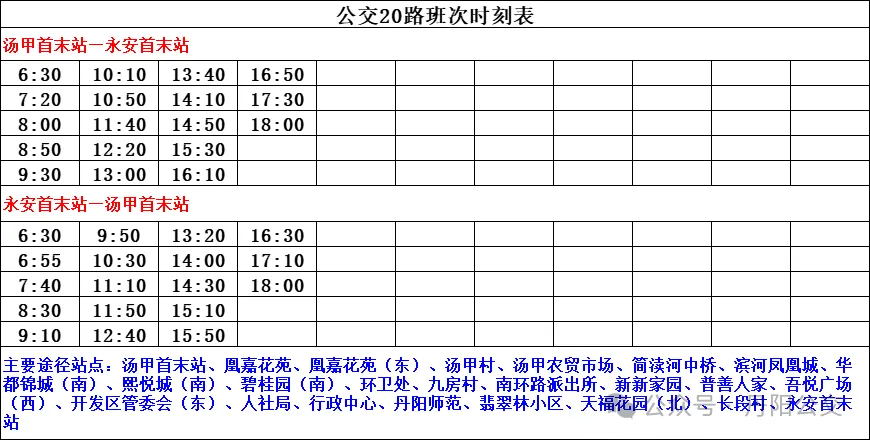 公交20路班次时刻表
汤甲首末站—永安首末站
6:30 10:10 13:40 16:50
7:20 10:50 14:10 17:30
8:00 11:40 14:50 18:00
8:50 12:20 15:30
9:30 13:00 16:10
永安首末站—汤甲首末站
6:30 9:50 13:20 16:30
6:55 10:30 14:00 17:10
7:40 11:10 14:30 18:00
8:30 11:50 15:10
9:10 12:40 15:50
主要途径站点：汤甲首末站、凰嘉花苑、凰嘉花苑（东）、汤甲村、汤甲农贸市场、简渎河中桥、滨河凤凰城、华
都锦城（南）、熙悦城（南）、碧桂园（南）、环卫处、九房村、南环路派出所、新新家园、普善人家、吾悦广场
（西）、开发区管委会（东）、人社局、行政中心、丹阳师范、翡翠林小区、天福花园（北）、长段村、永安首末
站
公众号 · 丹阳公交